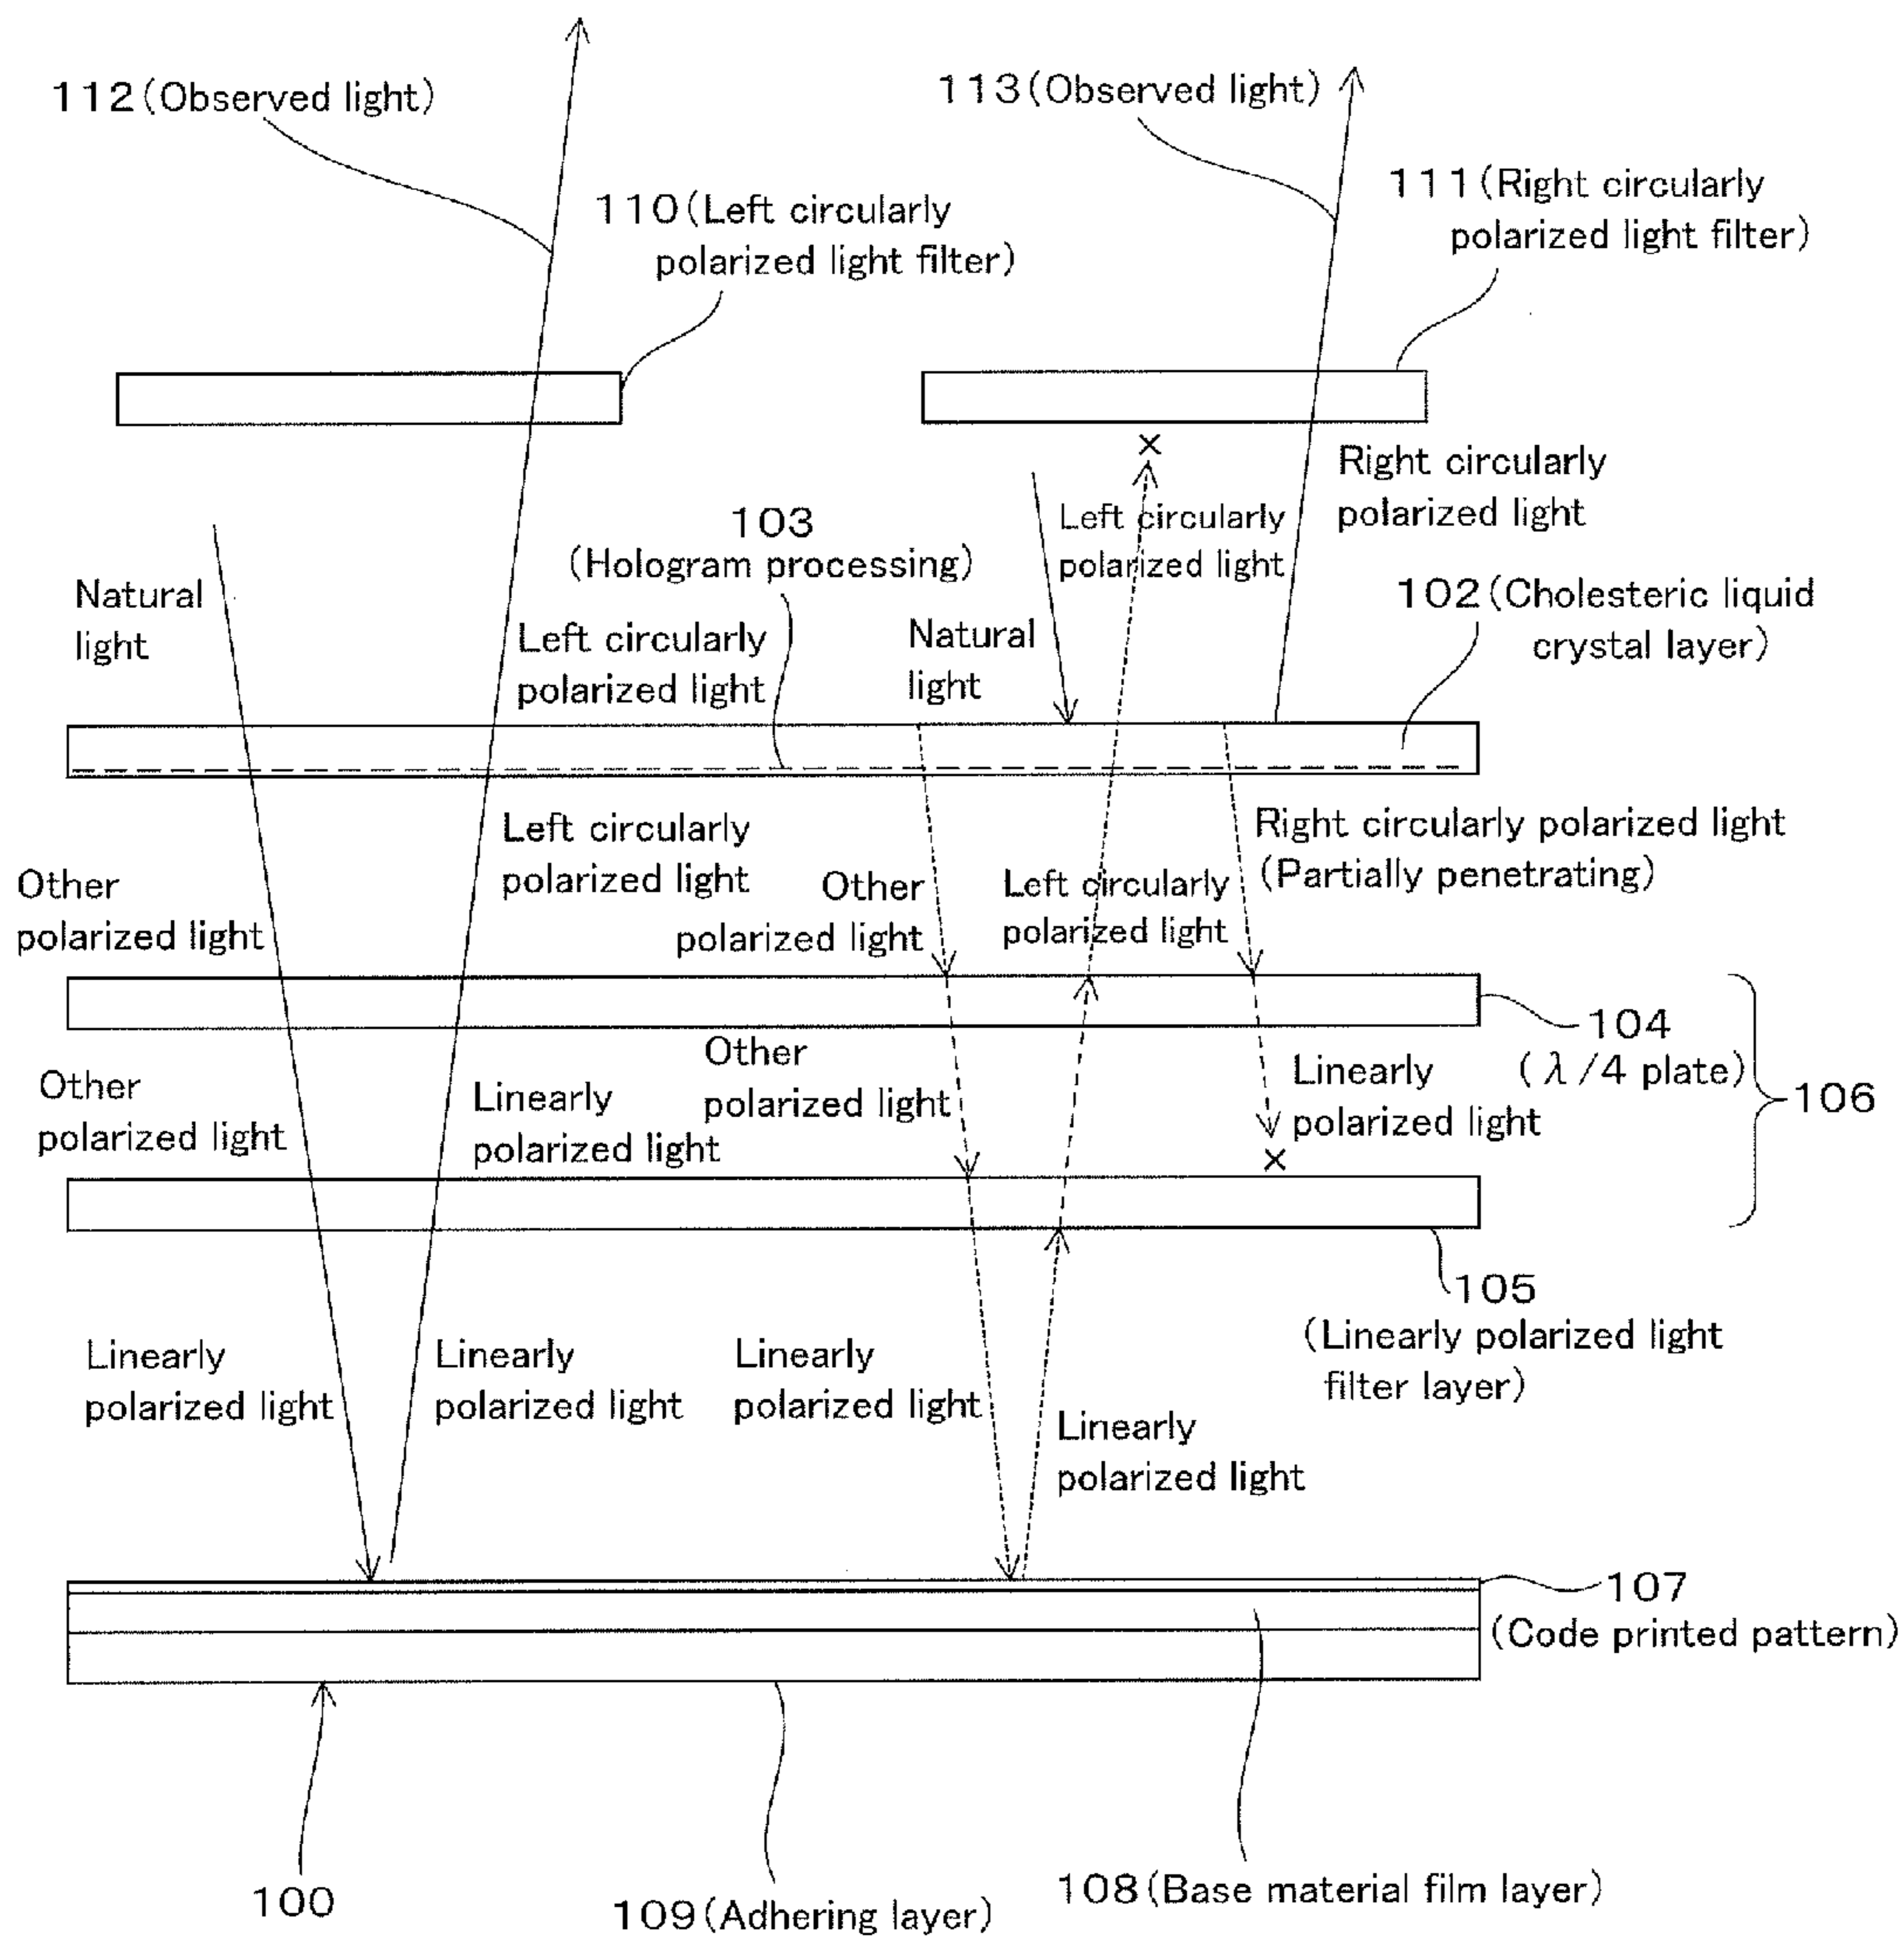 112(Observed light)
113(Observed light)
110(Left circularly
polarized light filter)
111(Right circularly
polarized light filter)
×
Right circularly
polarized light
Left circularly
polarized light
103
(Hologram processing)
Natural
light
Left circularly
polarized light
Natural
light
102(Cholesteric liquid
crystal layer)
Left circularly
polarized light
Right circularly polarized light
(Partially penetrating)
Other
polarized light
Other
polarized light
Left circularly
polarized light
104
(λ/4 plate)
106
Other
polarized light
Other
polarized light
Linearly
polarized light
Linearly
polarized light
×
105
(Linearly polarized light
filter layer)
Linearly
polarized light
Linearly
polarized light
Linearly
polarized light
Linearly
polarized light
107
(Code printed pattern)
100
109(Adhering layer)
108(Base material film layer)